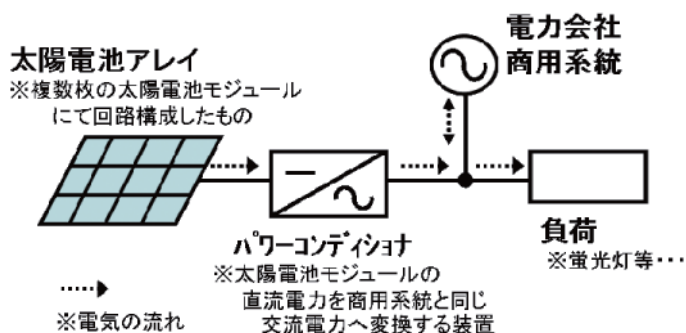 太陽電池アレイ
※複数枚の太陽電池モジュール
にて回路構成したもの
電力会社
商用系統
パワーコンディショナ
※太陽電池モジュールの
直流電力を商用系統と同じ
交流電力へ変換する装置
負荷
※蛍光灯等・・・
※電気の流れ